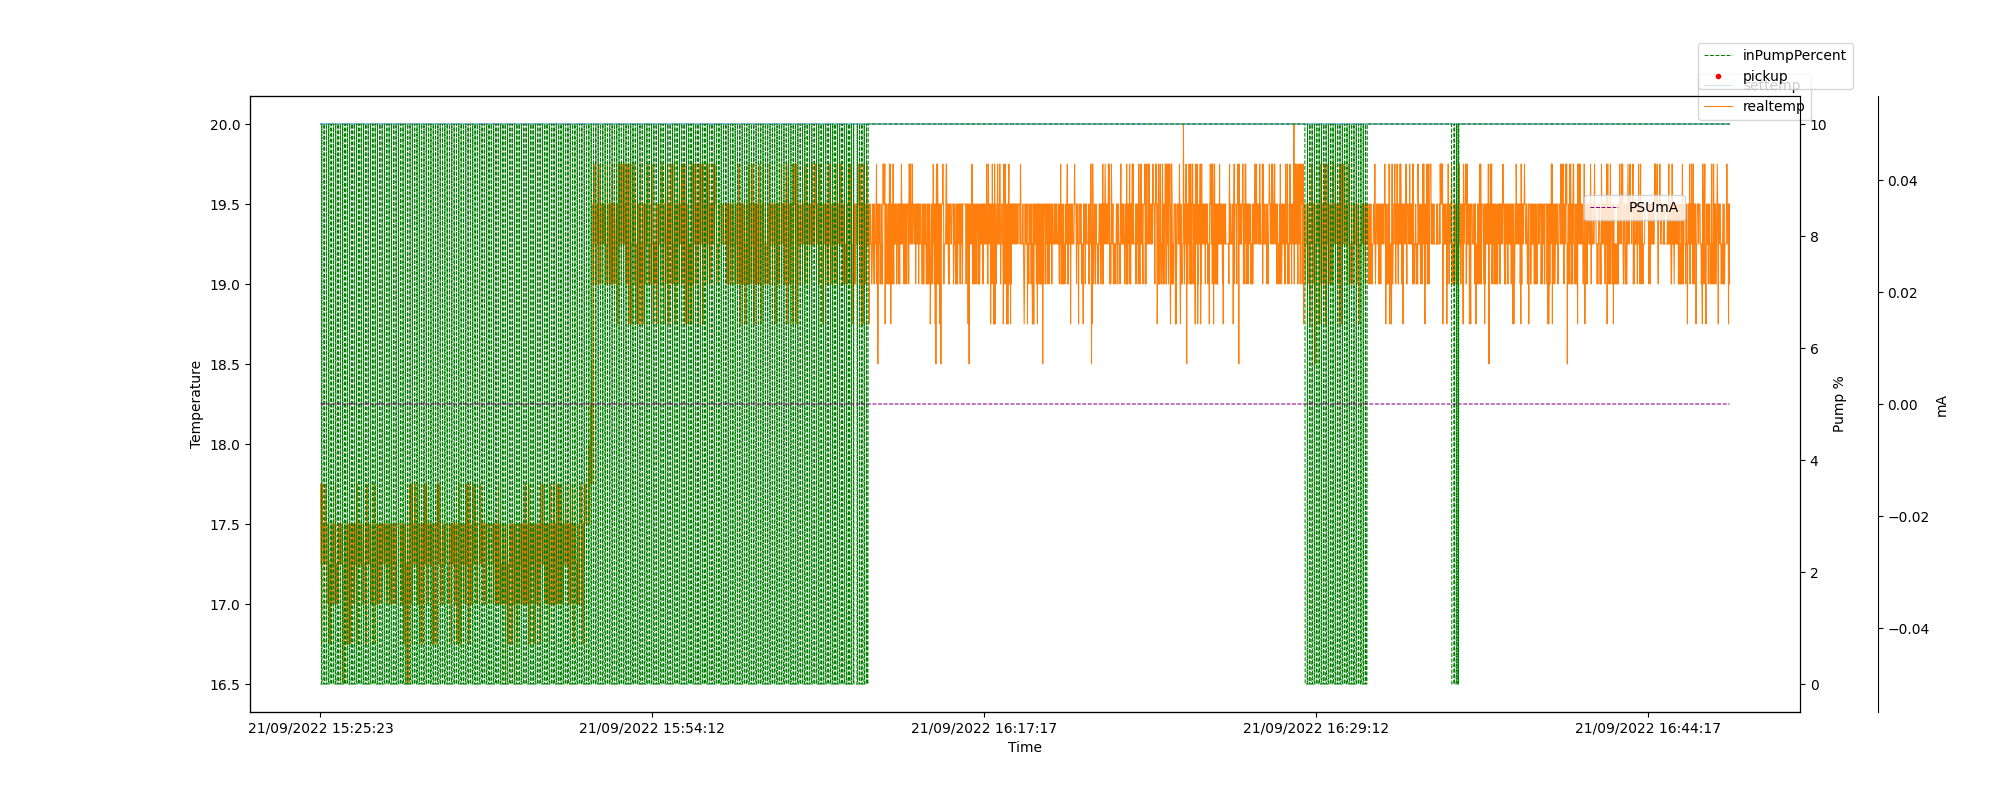 inPumpPercent
pickup
settemp
realtemp
PSUmA
20.0
19.5
19.0
18.5
18.0
17.5
17.0
16.5
Temperature
10
8
6
4
2
0
Pump %
0.04
0.02
0.00
−0.02
−0.04
mA
21/09/2022 15:25:23
21/09/2022 15:54:12
21/09/2022 16:17:17
21/09/2022 16:29:12
21/09/2022 16:44:17
Time